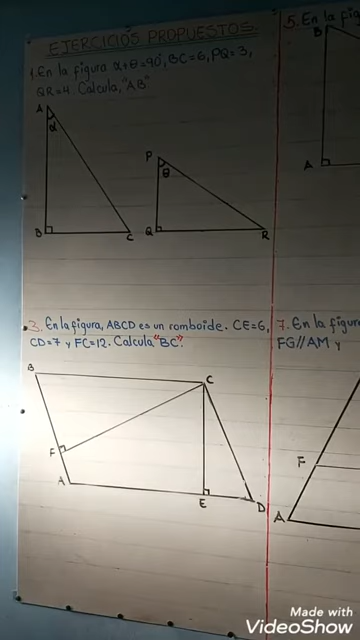 EJERCICIOS PROPUESTOS.
1. En la figura α+θ=90°, BC=6, PQ=3,
QR=4. Calcula, "AB"
A
α
B
C
P
θ
Q
R
5. En la fig
B
A
3. En la figura, ABCD es un romboide. CE=6,
CD=7 y FC=12. Calcula "BC".
B
C
F
A
E
D
7. En la figur
FG//AM y
F
A
Made with
VideoShow